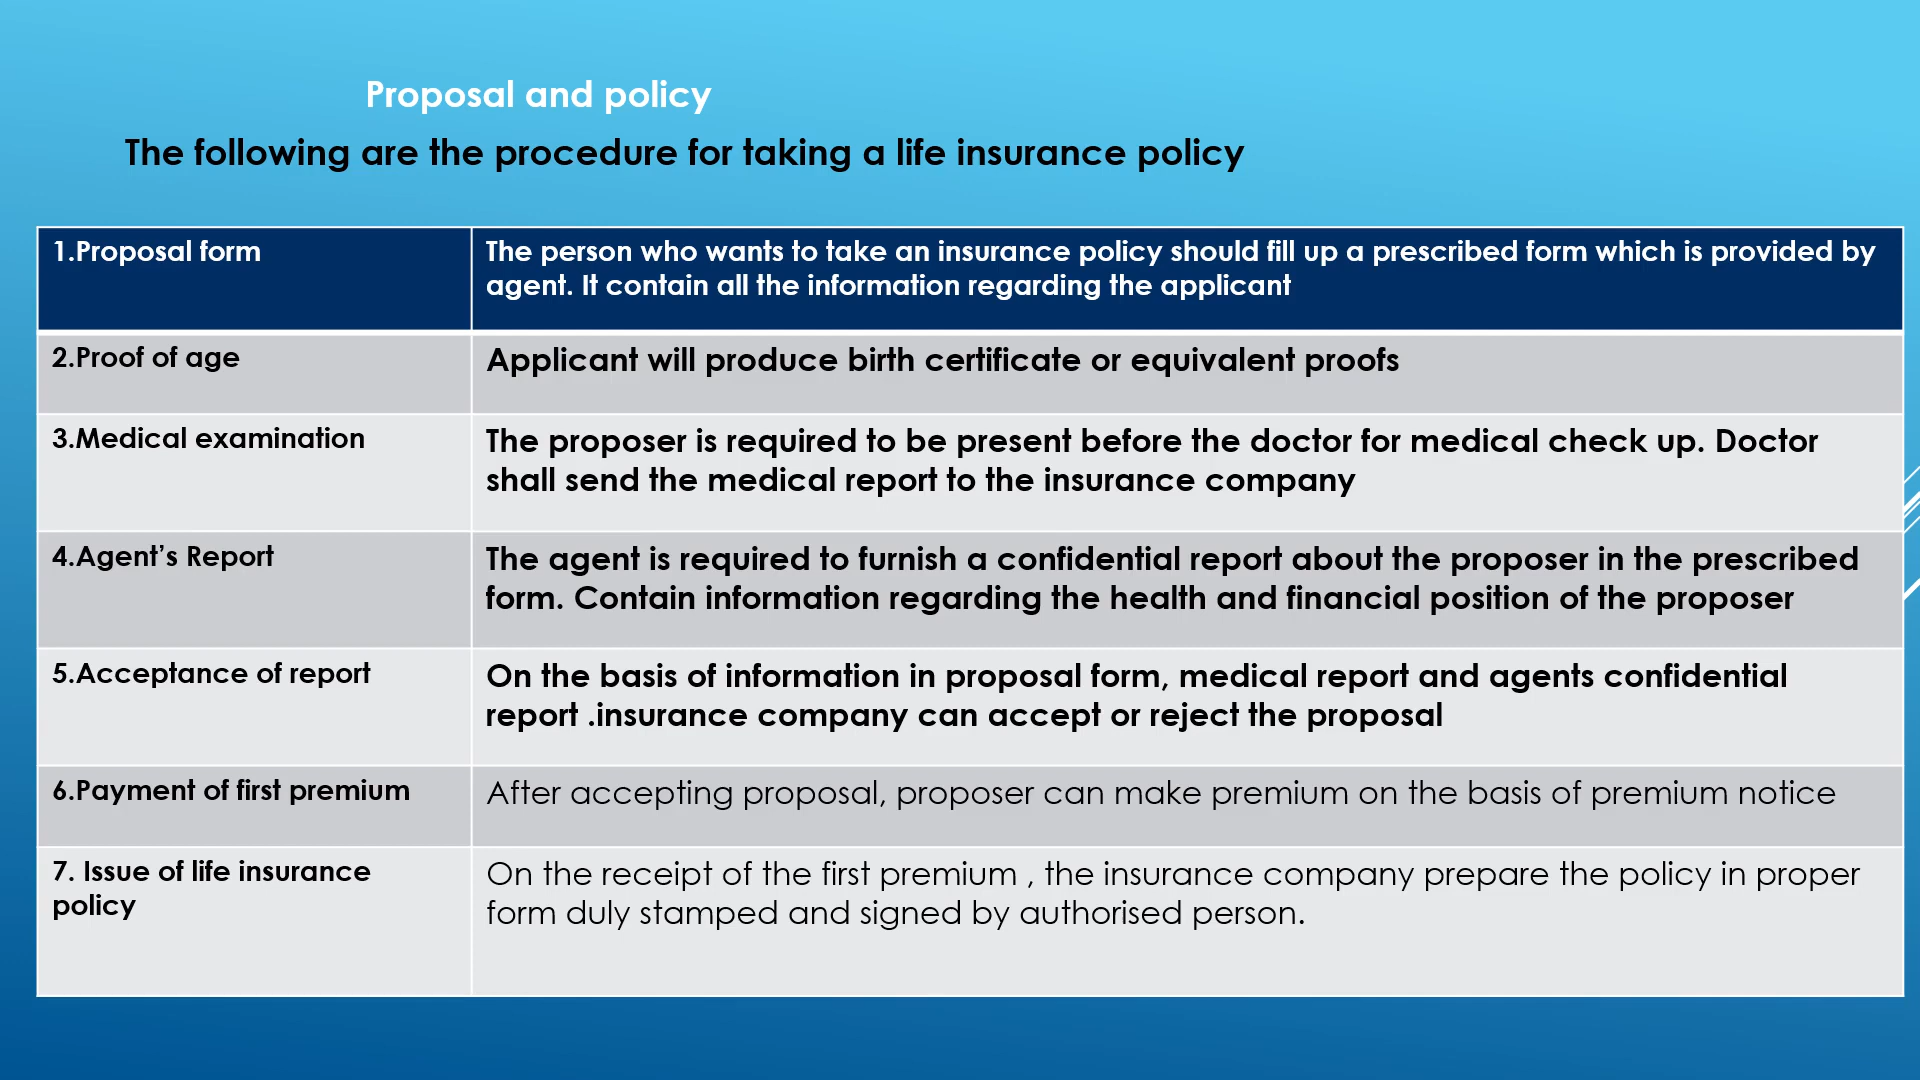 Proposal and policy
The following are the procedure for taking a life insurance policy
1.Proposal form
The person who wants to take an insurance policy should fill up a prescribed form which is provided by
agent. It contain all the information regarding the applicant
2.Proof of age
Applicant will produce birth certificate or equivalent proofs
3.Medical examination
The proposer is required to be present before the doctor for medical check up. Doctor
shall send the medical report to the insurance company
4.Agent’s Report
The agent is required to furnish a confidential report about the proposer in the prescribed
form. Contain information regarding the health and financial position of the proposer
5.Acceptance of report
On the basis of information in proposal form, medical report and agents confidential
report .insurance company can accept or reject the proposal
6.Payment of first premium
After accepting proposal, proposer can make premium on the basis of premium notice
7. Issue of life insurance
policy
On the receipt of the first premium , the insurance company prepare the policy in proper
form duly stamped and signed by authorised person.